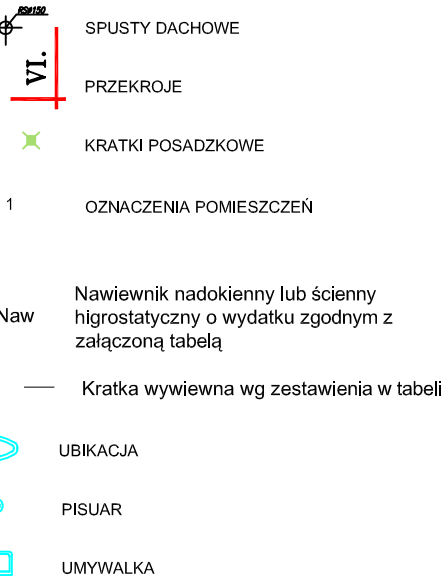 RSØ150
SPUSTY DACHOWE
VI.
PRZEKROJE
KRATKI POSADZKOWE
1 OZNACZENIA POMIESZCZEŃ
Nawiewnik nadokienny lub ścienny
Naw higrostatyczny o wydatku zgodnym z
załączoną tabelą
Kratka wywiewna wg zestawienia w tabeli
UBIKACJA
PISUAR
UMYWALKA